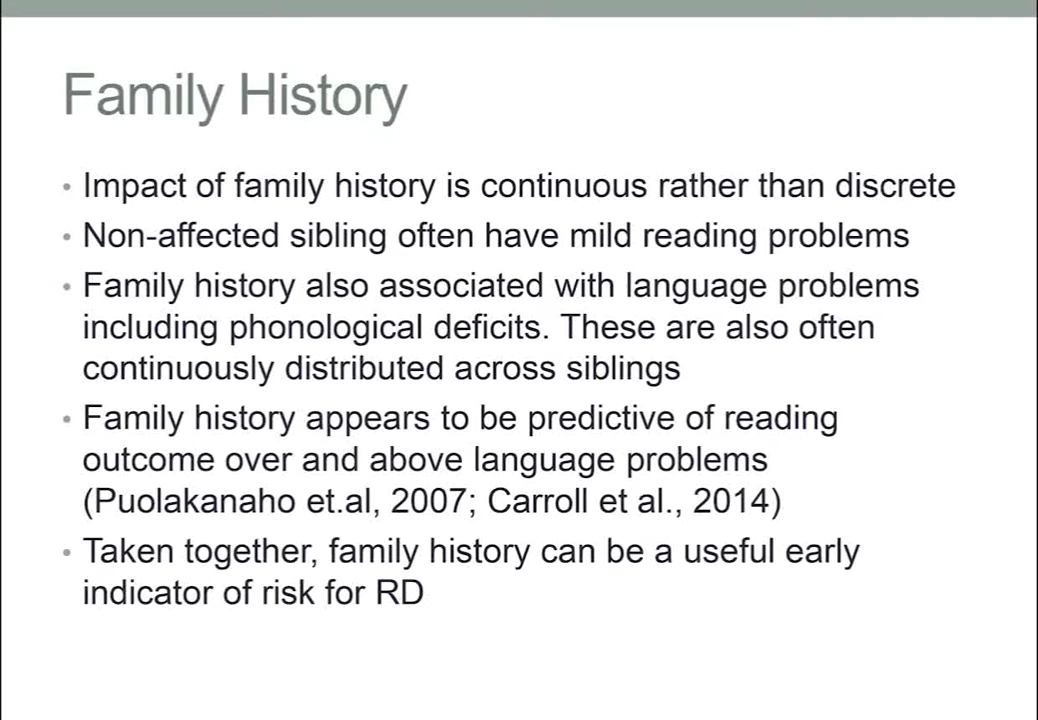 Family History
• Impact of family history is continuous rather than discrete
• Non-affected sibling often have mild reading problems
• Family history also associated with language problems
including phonological deficits. These are also often
continuously distributed across siblings
• Family history appears to be predictive of reading
outcome over and above language problems
(Puolakanaho et.al, 2007; Carroll et al., 2014)
• Taken together, family history can be a useful early
indicator of risk for RD